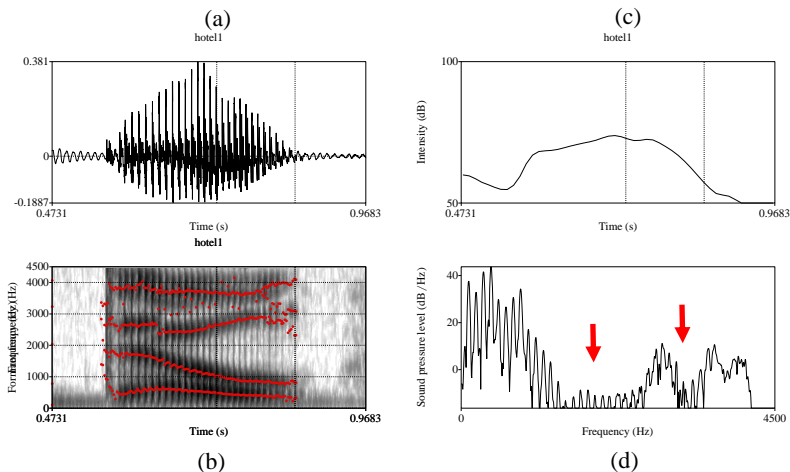 (a)
hotel1
0.381
0
-0.1887
0.4731
0.9683
Time (s)
hotel1
4500
4000
3000
2000
1000
0
Frequency (Hz)
0.4731
0.9683
Time (s)
(b)
(c)
hotel1
100
Intensity (dB)
50
0.4731
0.9683
Time (s)
40
20
0
Sound pressure level (dB / Hz)
0
4500
Frequency (Hz)
(d)